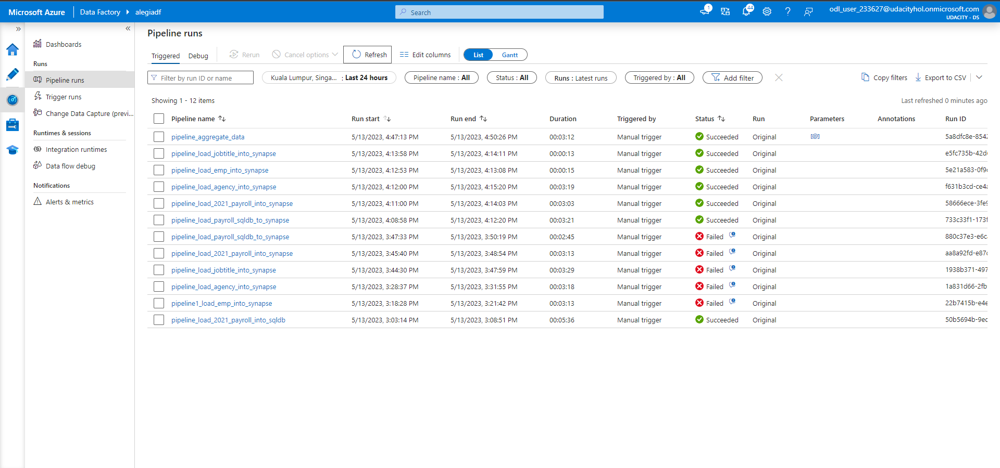 Microsoft Azure Data Factory alegiadf Search 1 44 odl_user_233627@udacityhol.onmicrosoft.com
UDACITY - DS
Dashboards
Runs
Pipeline runs
Trigger runs
Change Data Capture (previ...
Runtimes & sessions
Integration runtimes
Data flow debug
Notifications
Alerts & metrics
Pipeline runs
Triggered Debug Rerun Cancel options Refresh Edit columns List Gantt
Filter by run ID or name Kuala Lumpur, Singa... : Last 24 hours Pipeline name : All Status : All Runs : Latest runs Triggered by : All Add filter Copy filters Export to CSV
Showing 1 - 12 items Last refreshed 0 minutes ago
Pipeline name Run start Run end Duration Triggered by Status Run Parameters Annotations Run ID
pipeline_aggregate_data 5/13/2023, 4:47:13 PM 5/13/2023, 4:50:26 PM 00:03:12 Manual trigger Succeeded Original [@] 5a8dfc8e-8542
pipeline_load_jobtitle_into_synapse 5/13/2023, 4:13:58 PM 5/13/2023, 4:14:11 PM 00:00:13 Manual trigger Succeeded Original e5fc735b-42d
pipeline_load_emp_into_synapse 5/13/2023, 4:12:53 PM 5/13/2023, 4:13:08 PM 00:00:15 Manual trigger Succeeded Original 5e21a583-0f9
pipeline_load_agency_into_synapse 5/13/2023, 4:12:00 PM 5/13/2023, 4:15:20 PM 00:03:19 Manual trigger Succeeded Original f631b3cd-ce4
pipeline_load_2021_payroll_into_synapse 5/13/2023, 4:11:00 PM 5/13/2023, 4:14:03 PM 00:03:03 Manual trigger Succeeded Original 58666ece-3fe9
pipeline_load_payroll_sqldb_to_synapse 5/13/2023, 4:08:58 PM 5/13/2023, 4:12:20 PM 00:03:21 Manual trigger Succeeded Original 733c33f1-173f
pipeline_load_payroll_sqldb_to_synapse 5/13/2023, 3:47:33 PM 5/13/2023, 3:50:19 PM 00:02:45 Manual trigger Failed Original 880c37e3-e6c
pipeline_load_2021_payroll_into_synapse 5/13/2023, 3:45:40 PM 5/13/2023, 3:48:54 PM 00:03:13 Manual trigger Failed Original aa8a92fd-e87
pipeline_load_jobtitle_into_synapse 5/13/2023, 3:44:30 PM 5/13/2023, 3:47:59 PM 00:03:29 Manual trigger Failed Original 1938b371-497
pipeline_load_agency_into_synapse 5/13/2023, 3:28:37 PM 5/13/2023, 3:31:55 PM 00:03:18 Manual trigger Failed Original 1a831d66-2fb
pipeline1_load_emp_into_synapse 5/13/2023, 3:18:28 PM 5/13/2023, 3:21:42 PM 00:03:13 Manual trigger Failed Original 22b7415b-e4e
pipeline_load_2021_payroll_into_sqldb 5/13/2023, 3:03:14 PM 5/13/2023, 3:08:51 PM 00:05:36 Manual trigger Succeeded Original 50b5694b-9ec